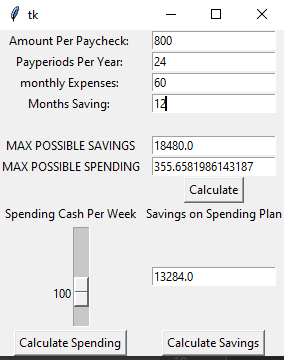 tk
Amount Per Paycheck: 800
Payperiods Per Year: 24
monthly Expenses: 60
Months Saving: 12
MAX POSSIBLE SAVINGS 18480.0
MAX POSSIBLE SPENDING 355.6581986143187
Calculate
Spending Cash Per Week Savings on Spending Plan
100 13284.0
Calculate Spending Calculate Savings